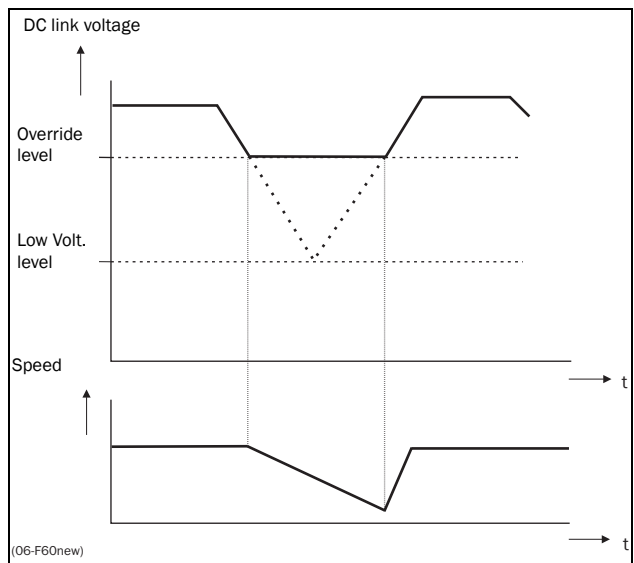 DC link voltage
Override
level
Low Volt.
level
t
Speed
t
(06-F60new)